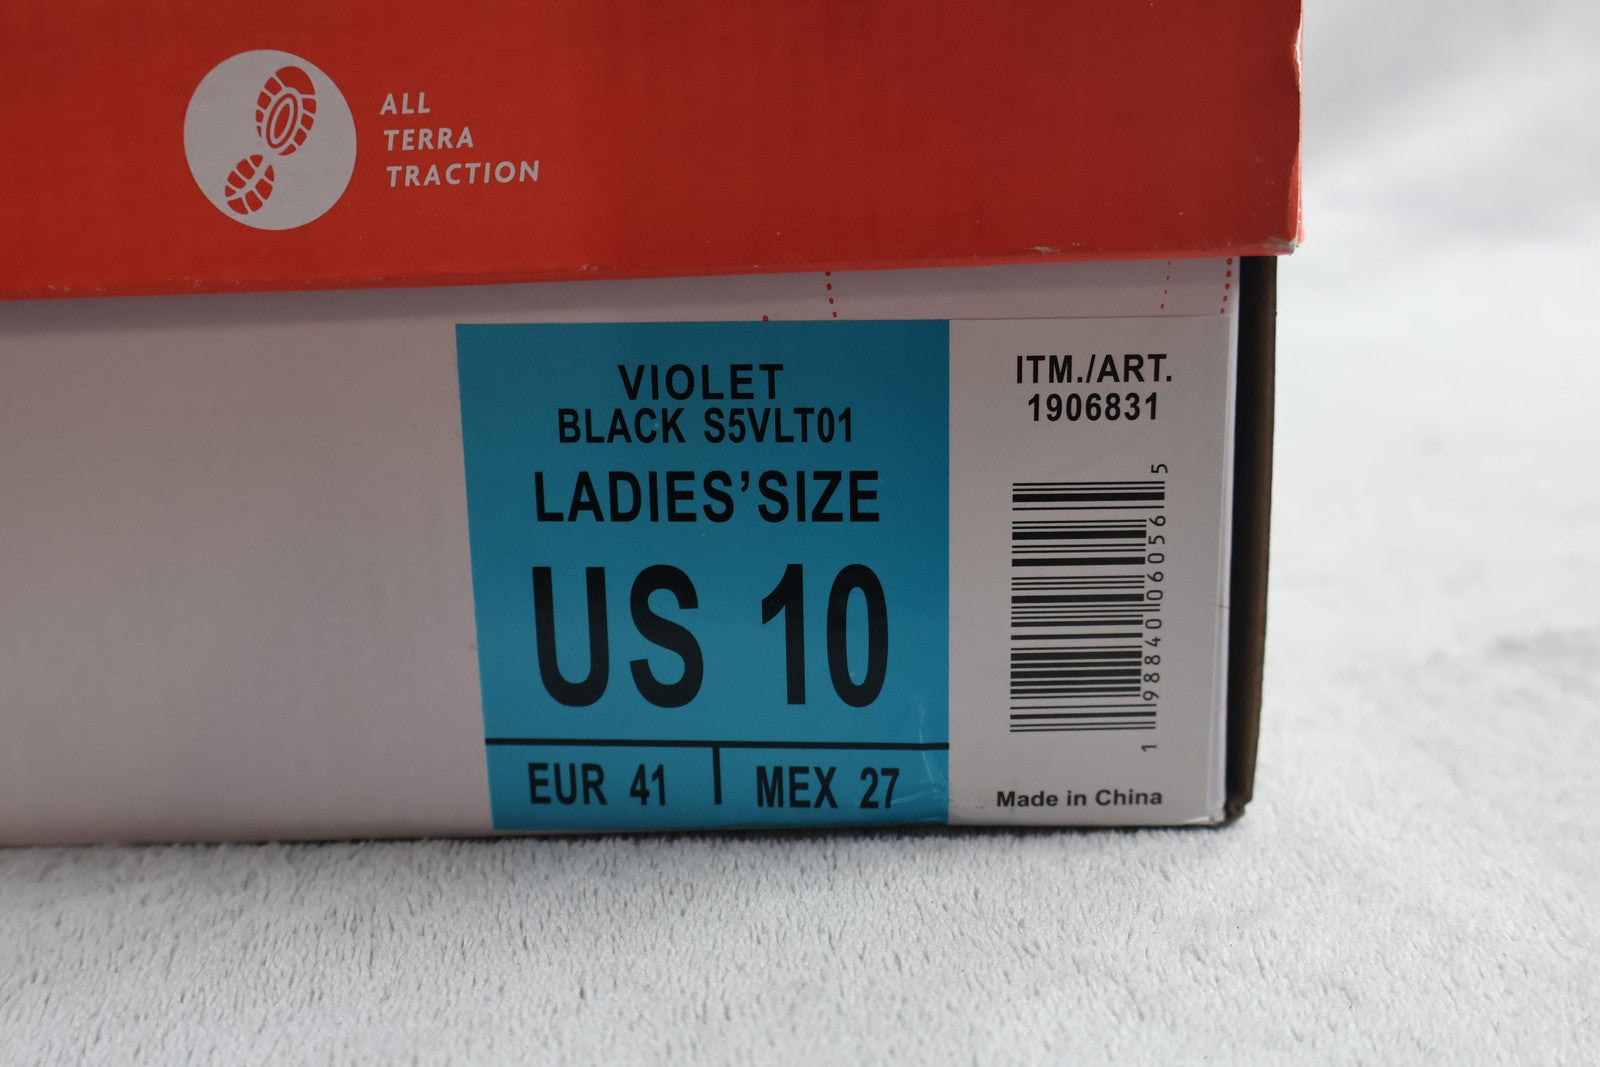 ALL
TERRA
TRACTION
VIOLET
BLACK S5VLT01
LADIES’SIZE
US 10
EUR 41
MEX 27
ITM./ART.
1906831
1 98840 06056 5
Made in China